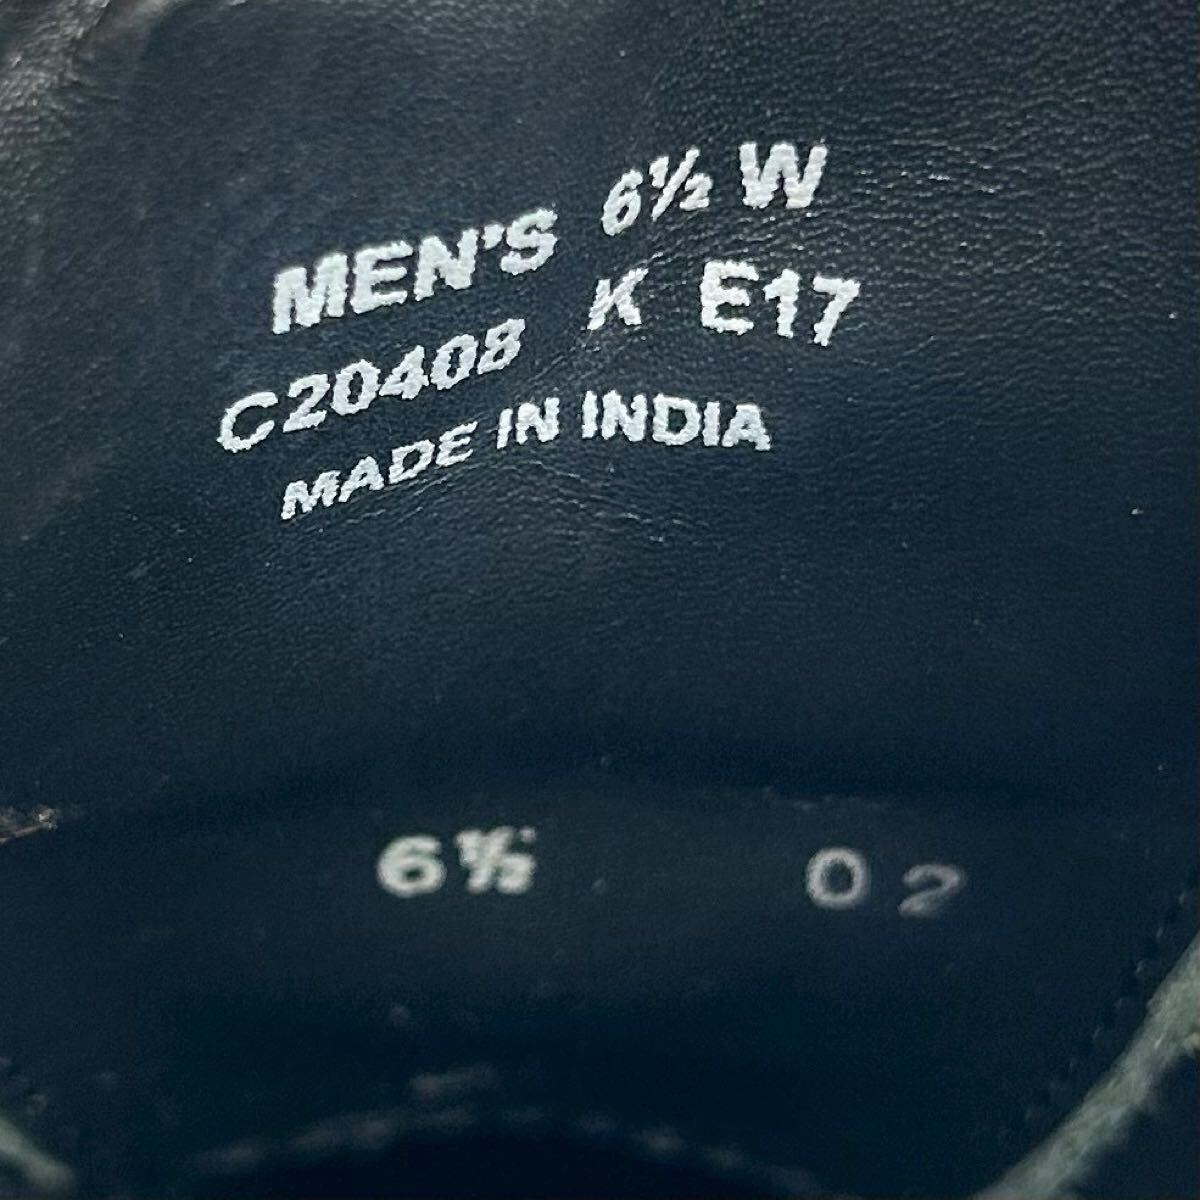 MEN'S 6½ W
C20408 K E17
MADE IN INDIA
6½ 02